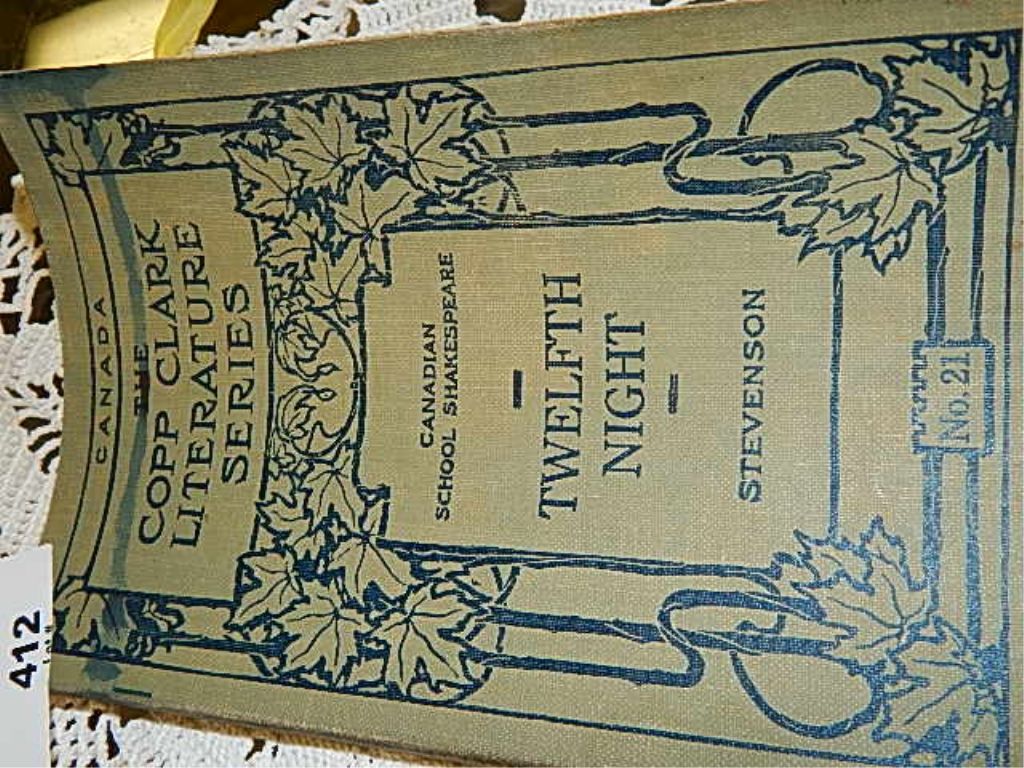 CANADA
THE
COPP CLARK
LITERATURE
SERIES
CANADIAN
SCHOOL SHAKESPEARE
TWELFTH
NIGHT
STEVENSON
No. 21
412